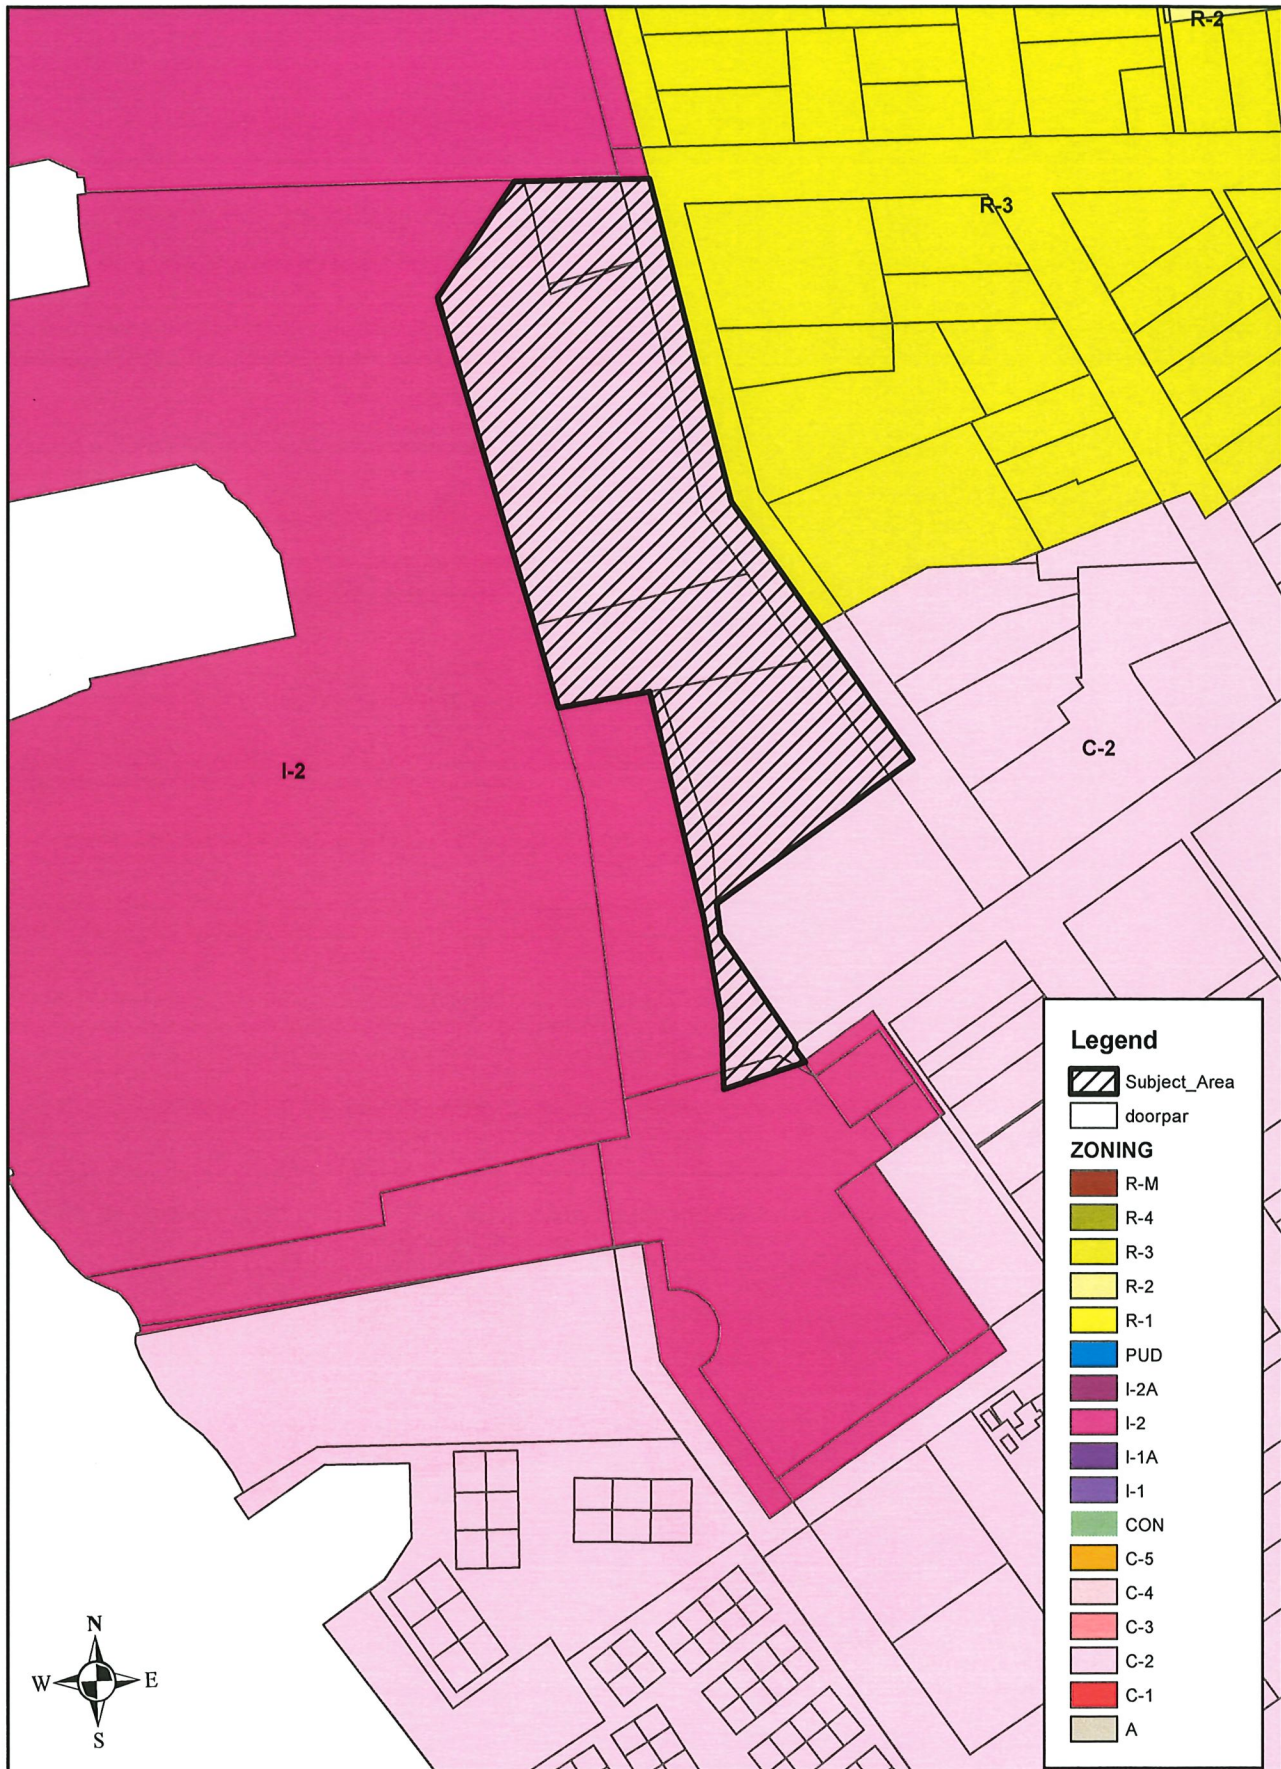 R-2
R-3
C-2
I-2
Legend
Subject_Area
doorpar
ZONING
R-M
R-4
R-3
R-2
R-1
PUD
I-2A
I-2
I-1A
I-1
CON
C-5
C-4
C-3
C-2
C-1
A
N
W E
S